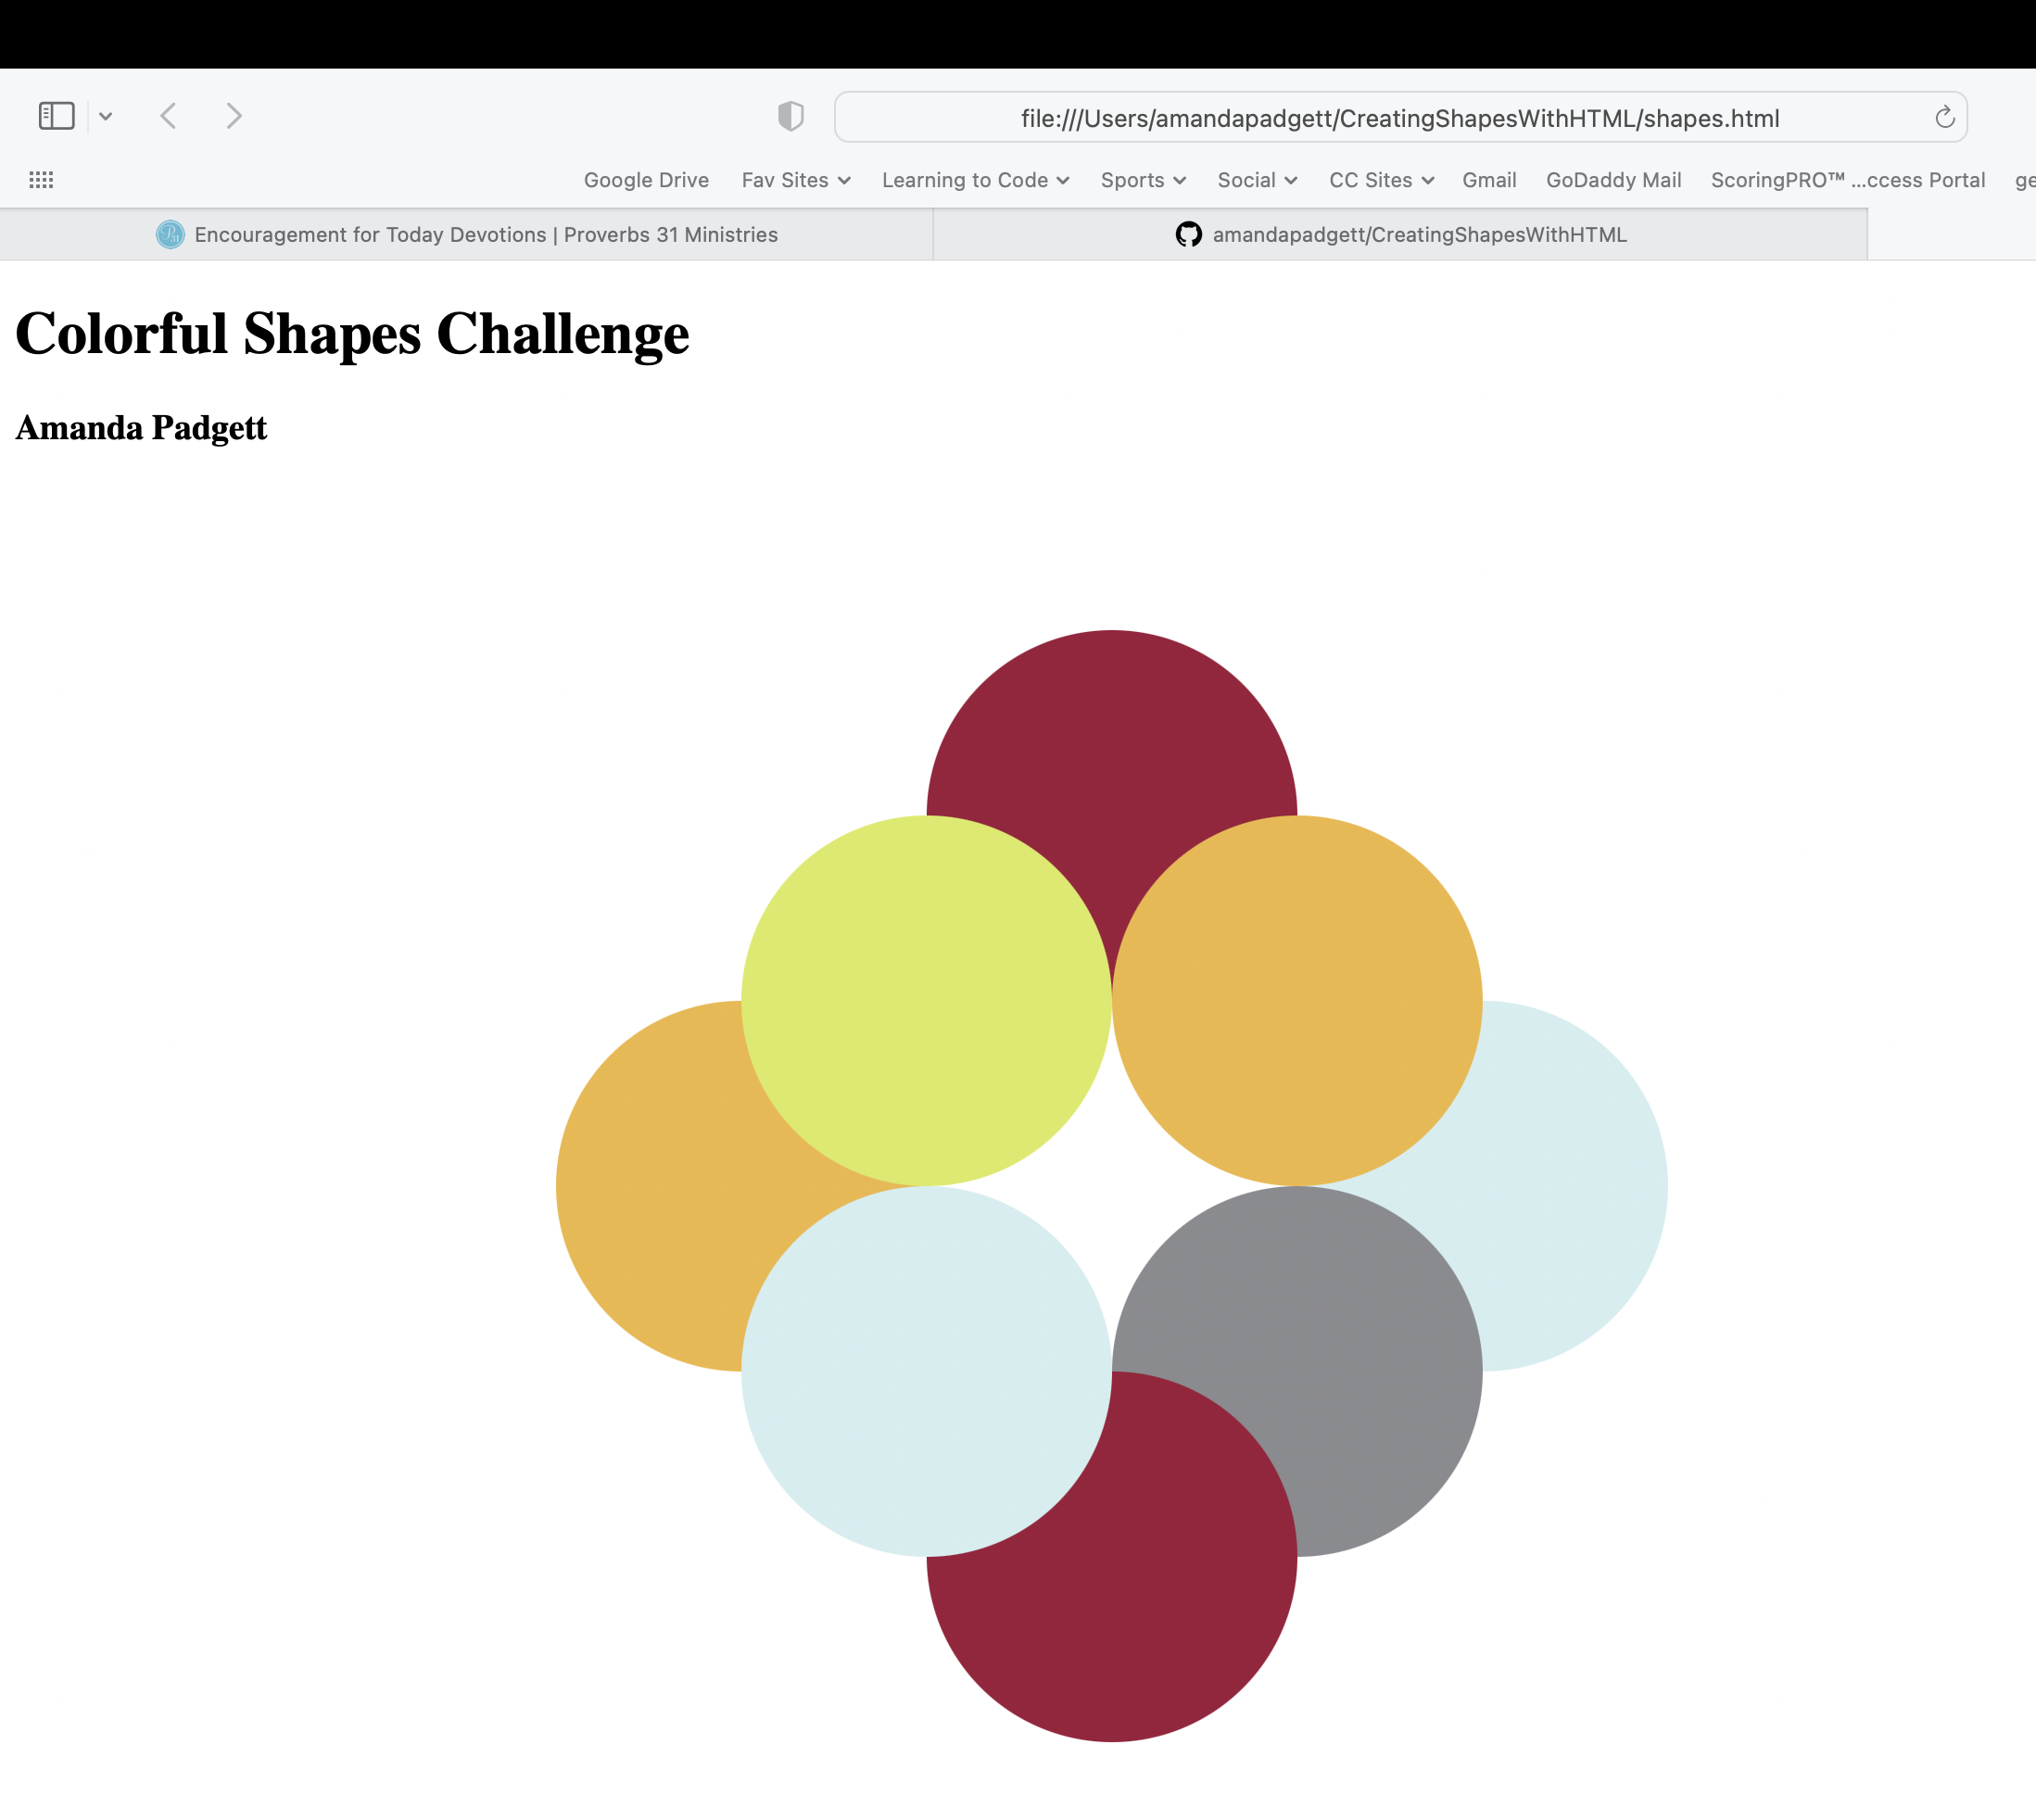 file:///Users/amandapadgett/CreatingShapesWithHTML/shapes.html
Google Drive Fav Sites Learning to Code Sports Social CC Sites Gmail GoDaddy Mail ScoringPRO™ ...ccess Portal ge
Encouragement for Today Devotions | Proverbs 31 Ministries amandapadgett/CreatingShapesWithHTML
Colorful Shapes Challenge
Amanda Padgett